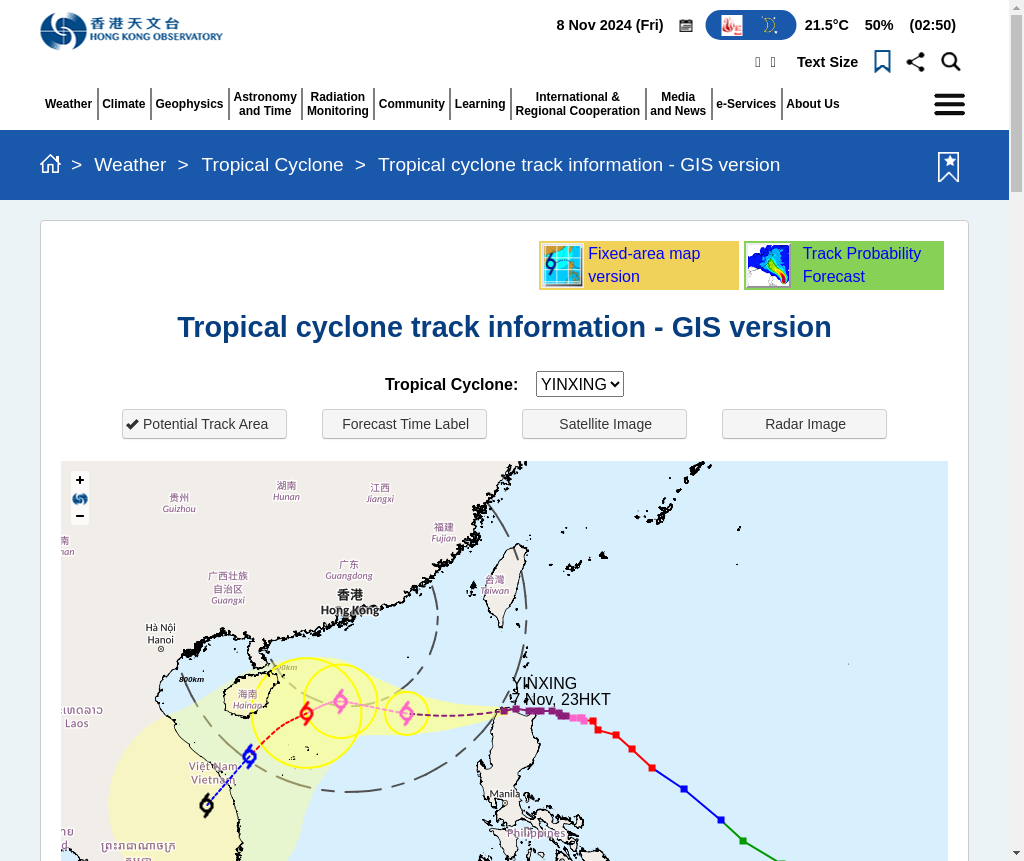 香港天文台
HONG KONG OBSERVATORY
8 Nov 2024 (Fri)
21.5°C 50% (02:50)
Text Size
Weather
Climate
Geophysics
Astronomy
and Time
Radiation
Monitoring
Community
Learning
International &
Regional Cooperation
Media
and News
e-Services
About Us
> Weather > Tropical Cyclone > Tropical cyclone track information - GIS version
Fixed-area map
version
Track Probability
Forecast
Tropical cyclone track information - GIS version
Tropical Cyclone: YINXING
Potential Track Area
Forecast Time Label
Satellite Image
Radar Image
+
−
贵州
Guizhou
湖南
Hunan
江西
Jiangxi
福建
Fujian
南
广西壮族
自治区
Guangxi
广东
Guangdong
香港
Hong Kong
台灣
Taiwan
Hà Nội
Hanoi
800km
海南
Hainan
YINXING
7 Nov, 23HKT
Laos
Việt Nam
Vietnam
Manila
Philippines